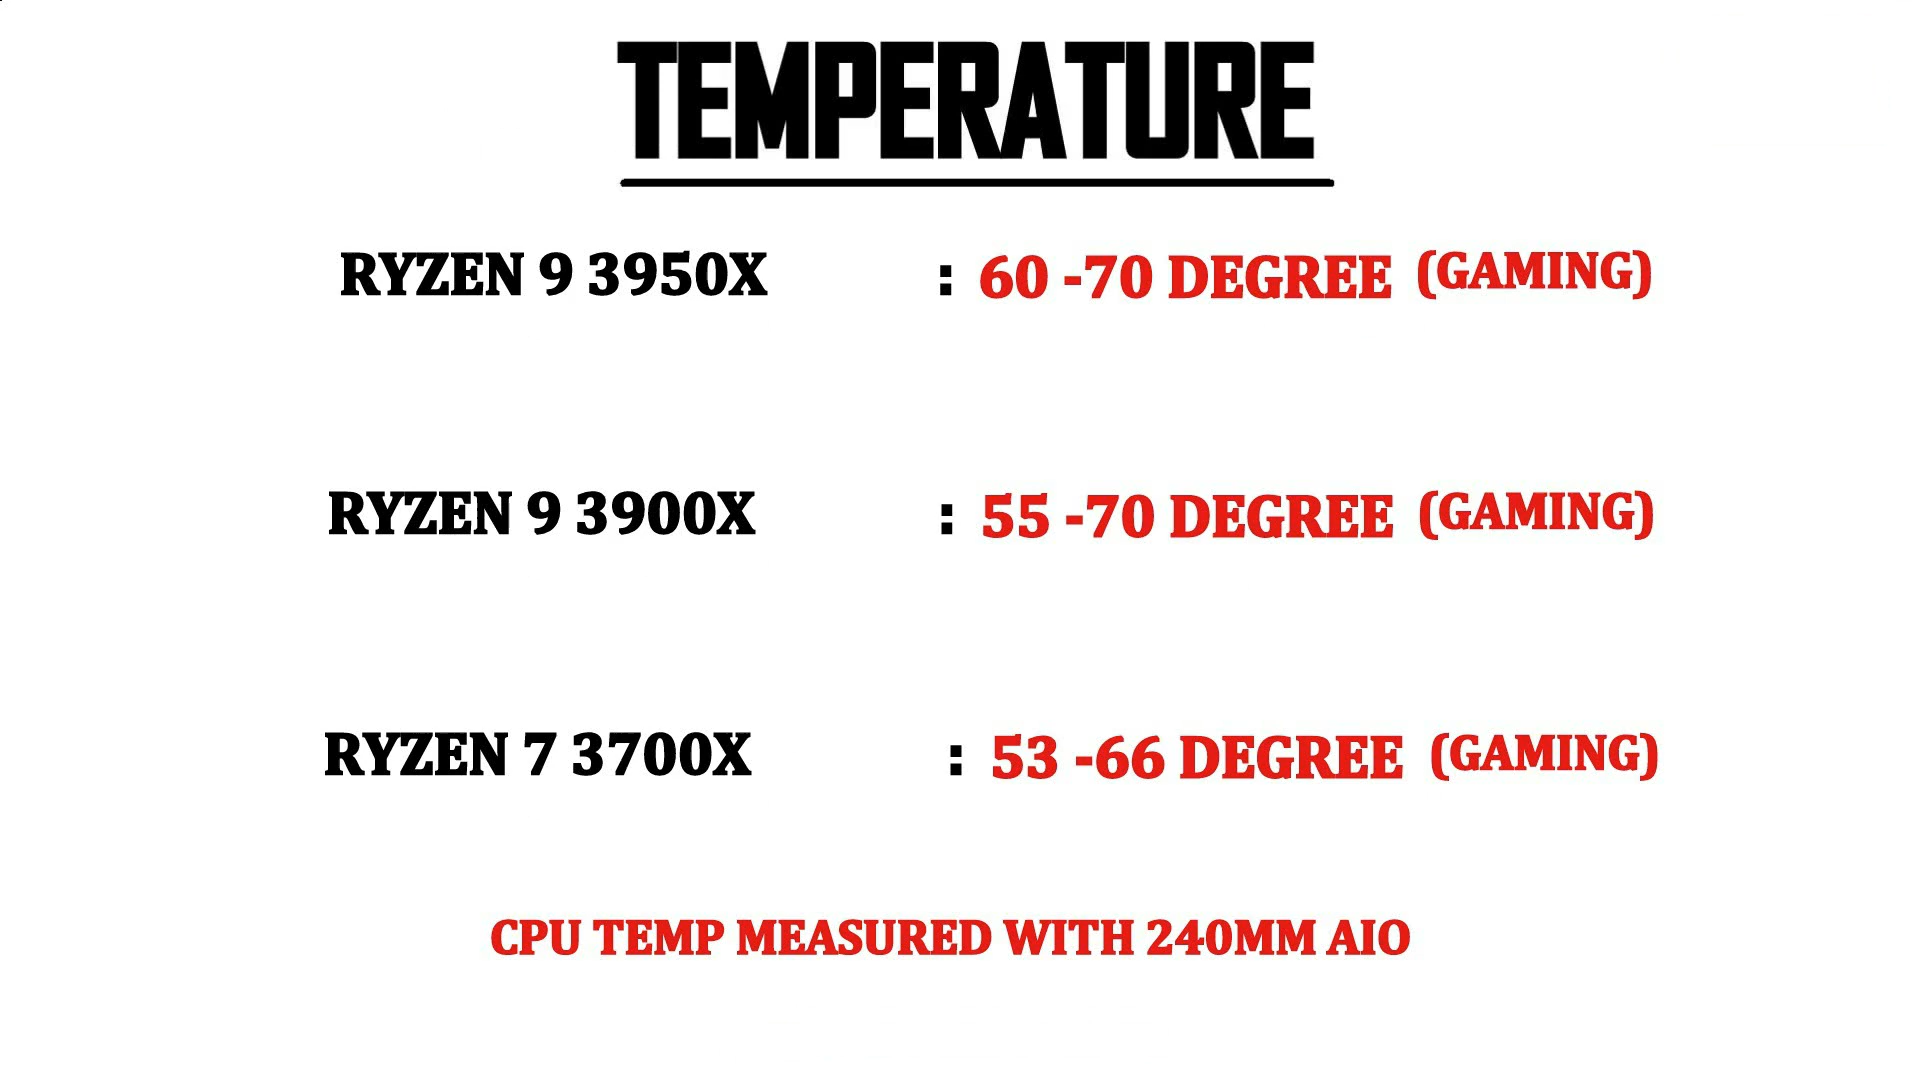 TEMPERATURE
RYZEN 9 3950X : 60 -70 DEGREE (GAMING)
RYZEN 9 3900X : 55 -70 DEGREE (GAMING)
RYZEN 7 3700X : 53 -66 DEGREE (GAMING)
CPU TEMP MEASURED WITH 240MM AIO